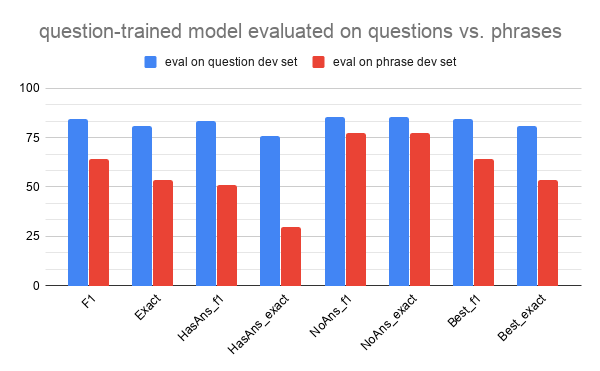 question-trained model evaluated on questions vs. phrases
eval on question dev set
eval on phrase dev set
100
75
50
25
0
F1
Exact
HasAns_f1
HasAns_exact
NoAns_f1
NoAns_exact
Best_f1
Best_exact